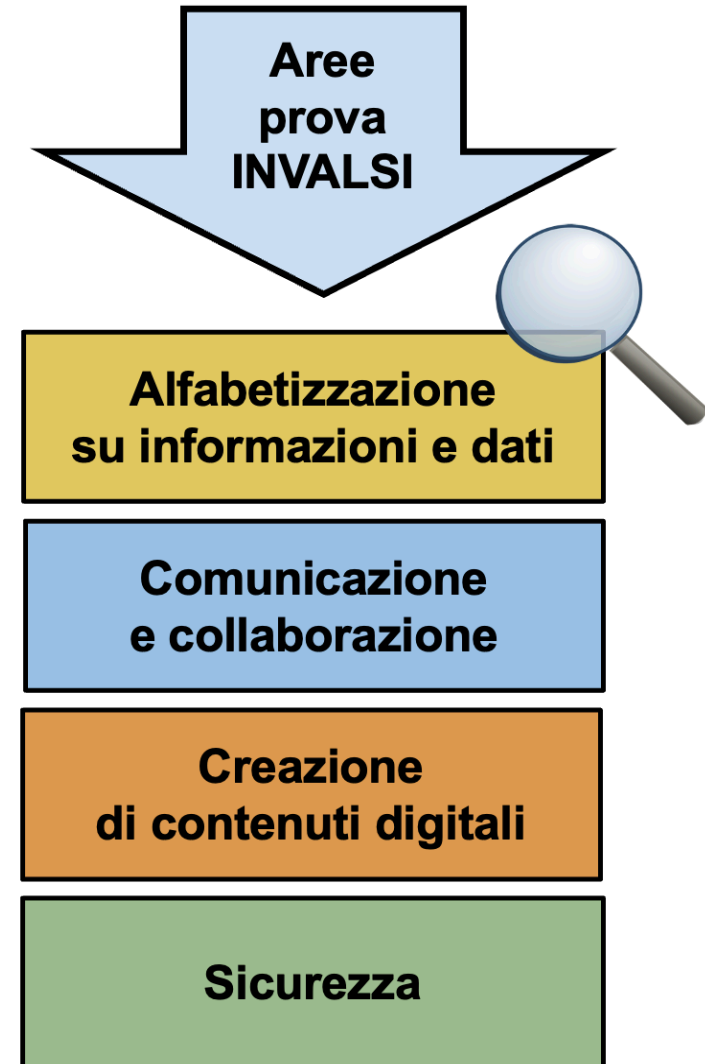 Aree
prova
INVALSI
Alfabetizzazione
su informazioni e dati
Comunicazione
e collaborazione
Creazione
di contenuti digitali
Sicurezza